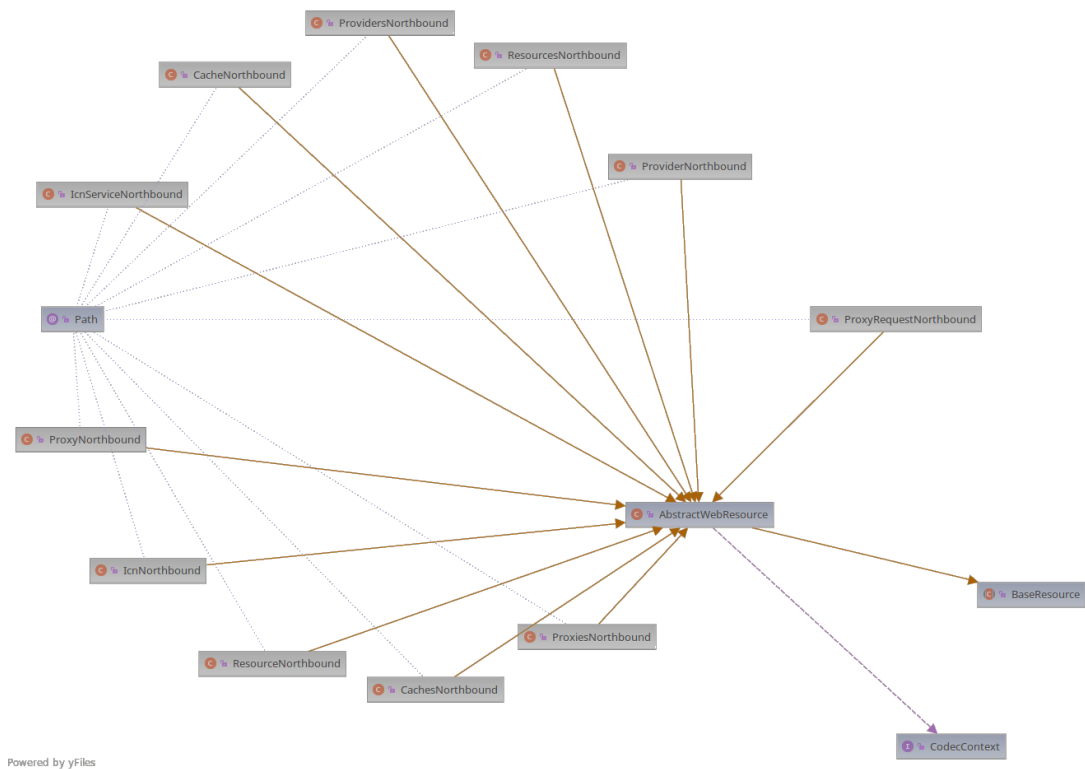 ProvidersNorthbound
ResourcesNorthbound
CacheNorthbound
ProviderNorthbound
IcnServiceNorthbound
Path
ProxyRequestNorthbound
ProxyNorthbound
AbstractWebResource
IcnNorthbound
BaseResource
ProxiesNorthbound
ResourceNorthbound
CachesNorthbound
CodecContext
Powered by yFiles